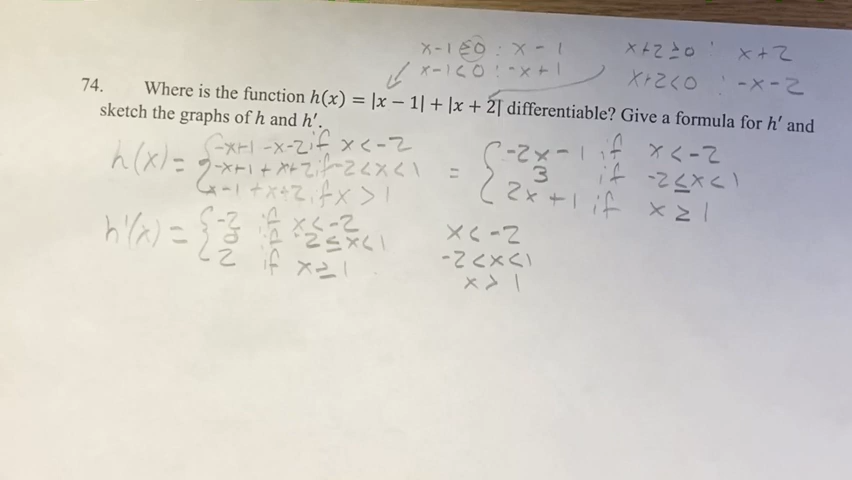 x-1≥0 : x-1 x+2≥0 : x+2
x-1<0 : -x+1 x+2<0 : -x-2
74. Where is the function h(x) = |x − 1| + |x + 2| differentiable? Give a formula for h′ and
sketch the graphs of h and h′.
h(x) = { -x+1 -x-2 if x<-2 = { -2x-1 if x<-2
-x+1 + x+2 if -2<x<1 3 if -2≤x<1
x-1 + x+2 if x>1 2x+1 if x≥1
h'(x) = { -2 if x<-2 x<-2
if -2≤x<1 -2<x<1
2 if x≥1 x>1